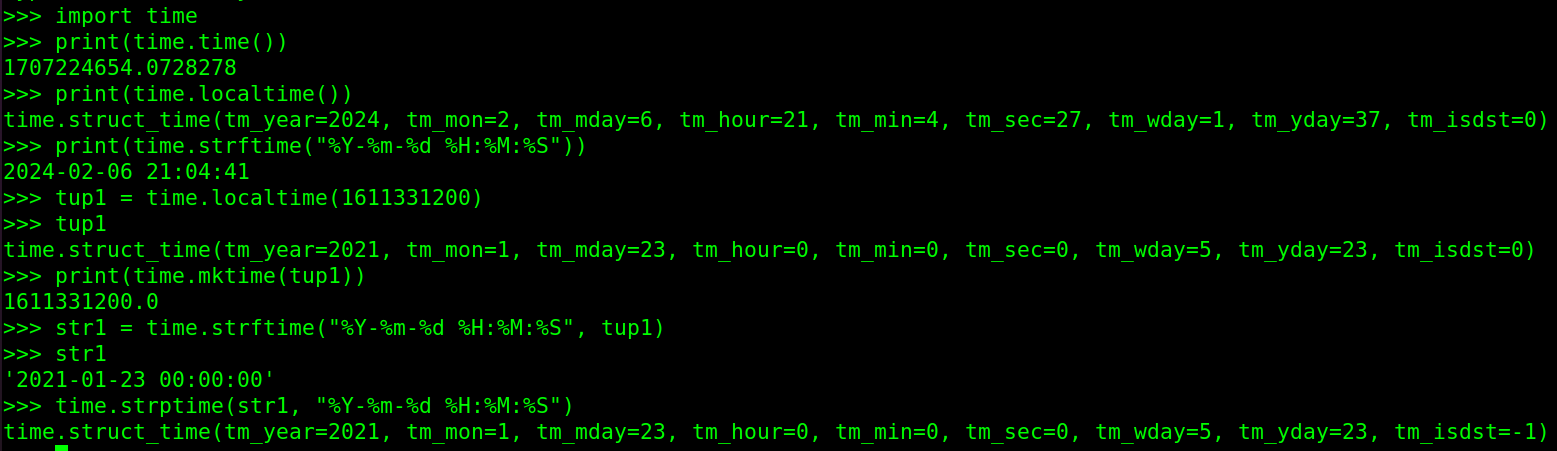 >>> import time
>>> print(time.time())
1707224654.0728278
>>> print(time.localtime())
time.struct_time(tm_year=2024, tm_mon=2, tm_mday=6, tm_hour=21, tm_min=4, tm_sec=27, tm_wday=1, tm_yday=37, tm_isdst=0)
>>> print(time.strftime("%Y-%m-%d %H:%M:%S"))
2024-02-06 21:04:41
>>> tup1 = time.localtime(1611331200)
>>> tup1
time.struct_time(tm_year=2021, tm_mon=1, tm_mday=23, tm_hour=0, tm_min=0, tm_sec=0, tm_wday=5, tm_yday=23, tm_isdst=0)
>>> print(time.mktime(tup1))
1611331200.0
>>> str1 = time.strftime("%Y-%m-%d %H:%M:%S", tup1)
>>> str1
'2021-01-23 00:00:00'
>>> time.strptime(str1, "%Y-%m-%d %H:%M:%S")
time.struct_time(tm_year=2021, tm_mon=1, tm_mday=23, tm_hour=0, tm_min=0, tm_sec=0, tm_wday=5, tm_yday=23, tm_isdst=-1)